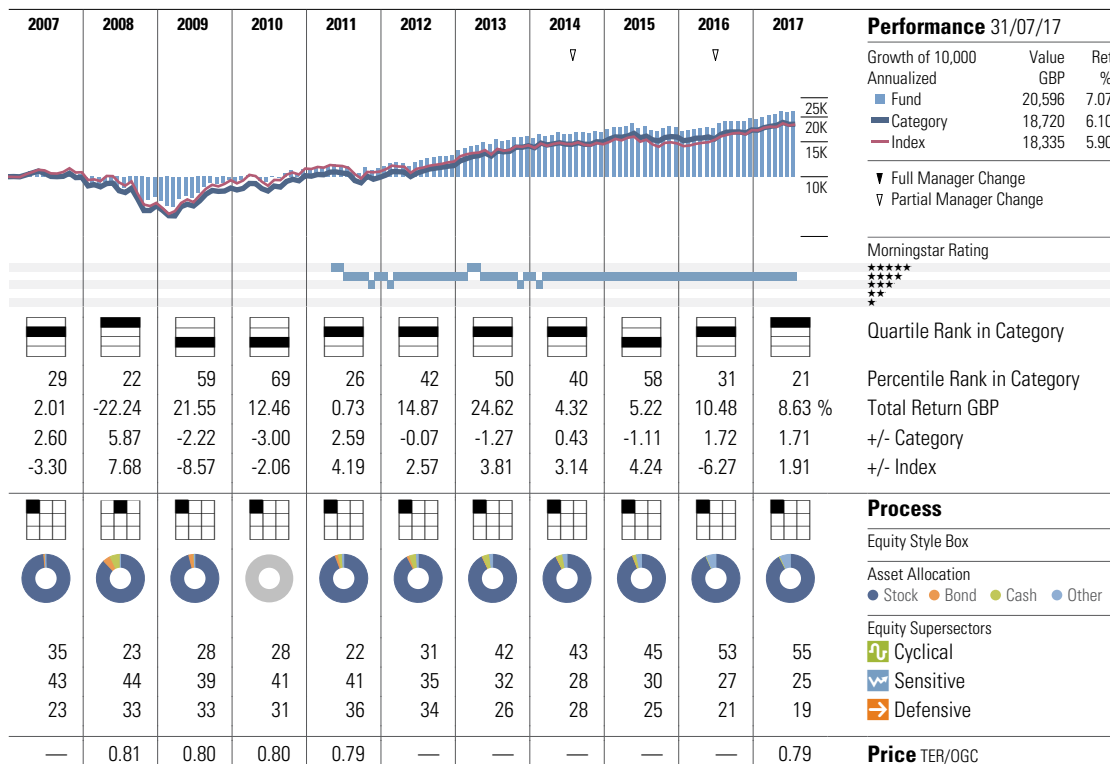 2007 2008 2009 2010 2011 2012 2013 2014 2015 2016 2017
Performance 31/07/17
Growth of 10,000 Value Ret
Annualized GBP %
Fund 20,596 7.07
Category 18,720 6.10
Index 18,335 5.90
Full Manager Change
Partial Manager Change
25K
20K
15K
10K
Morningstar Rating
★★★★★
★★★★
★★★
★★
★
Quartile Rank in Category
29 22 59 69 26 42 50 40 58 31 21 Percentile Rank in Category
2.01 -22.24 21.55 12.46 0.73 14.87 24.62 4.32 5.22 10.48 8.63 % Total Return GBP
2.60 5.87 -2.22 -3.00 2.59 -0.07 -1.27 0.43 -1.11 1.72 1.71 +/- Category
-3.30 7.68 -8.57 -2.06 4.19 2.57 3.81 3.14 4.24 -6.27 1.91 +/- Index
Process
Equity Style Box
Asset Allocation
Stock Bond Cash Other
Equity Supersectors
35 23 28 28 22 31 42 43 45 53 55 Cyclical
43 44 39 41 41 35 32 28 30 27 25 Sensitive
23 33 33 31 36 34 26 28 25 21 19 Defensive
— 0.81 0.80 0.80 0.79 — — — — — 0.79 Price TER/OGC